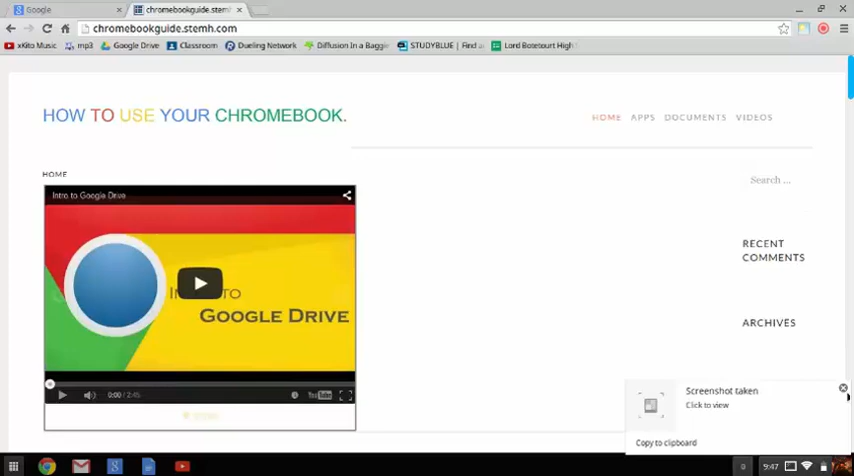 Google
chromebookguide.stemh.com
chromebookguide.stemh.com
xKito Music
mp3
Google Drive
Classroom
Dueling Network
Diffusion In a Baggie
STUDYBLUE | Find a
Lord Botetourt High
HOW TO USE YOUR CHROMEBOOK.
HOME APPS DOCUMENTS VIDEOS
HOME
Search ...
Intro to Google Drive
INTRO TO
GOOGLE DRIVE
RECENT
COMMENTS
ARCHIVES
0:00 / 2:45
YouTube
Screenshot taken
Click to view
Copy to clipboard
9:47